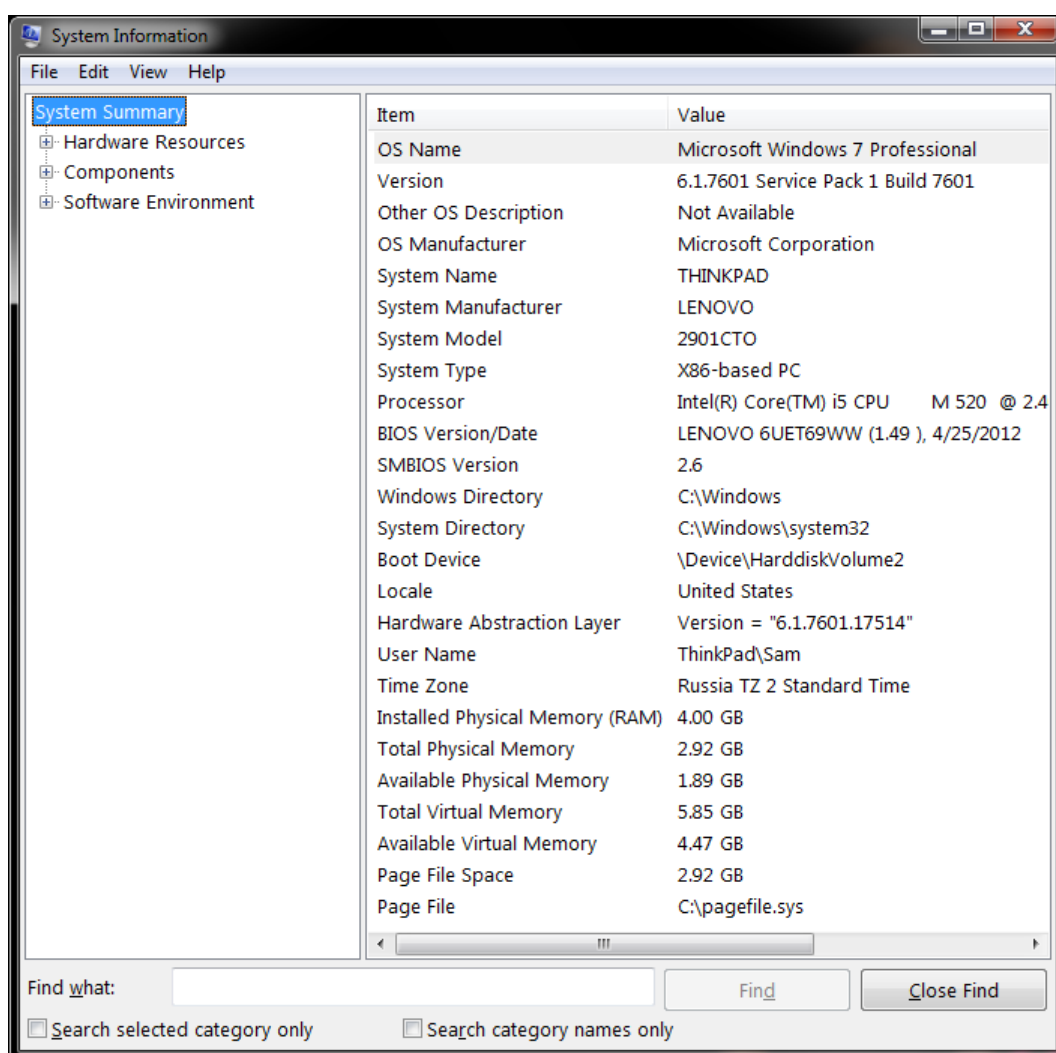 System Information
File Edit View Help
System Summary
Hardware Resources
Components
Software Environment
Item Value
OS Name Microsoft Windows 7 Professional
Version 6.1.7601 Service Pack 1 Build 7601
Other OS Description Not Available
OS Manufacturer Microsoft Corporation
System Name THINKPAD
System Manufacturer LENOVO
System Model 2901CTO
System Type X86-based PC
Processor Intel(R) Core(TM) i5 CPU M 520 @ 2.4
BIOS Version/Date LENOVO 6UET69WW (1.49 ), 4/25/2012
SMBIOS Version 2.6
Windows Directory C:\Windows
System Directory C:\Windows\system32
Boot Device \Device\HarddiskVolume2
Locale United States
Hardware Abstraction Layer Version = "6.1.7601.17514"
User Name ThinkPad\Sam
Time Zone Russia TZ 2 Standard Time
Installed Physical Memory (RAM) 4.00 GB
Total Physical Memory 2.92 GB
Available Physical Memory 1.89 GB
Total Virtual Memory 5.85 GB
Available Virtual Memory 4.47 GB
Page File Space 2.92 GB
Page File C:\pagefile.sys
Find what: Find Close Find
Search selected category only Search category names only